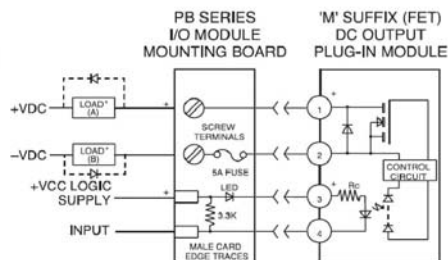 PB SERIES
I/O MODULE
MOUNTING BOARD
'M' SUFFIX (FET)
DC OUTPUT
PLUG-IN MODULE
+VDC
LOAD*
(A)
+
+
1
SCREW
TERMINALS
−VDC
LOAD*
(B)
5A FUSE
2
CONTROL
CIRCUIT
+VCC LOGIC
SUPPLY
+
LED
+
3
Rc
3.3K
INPUT
4
MALE CARD
EDGE TRACES